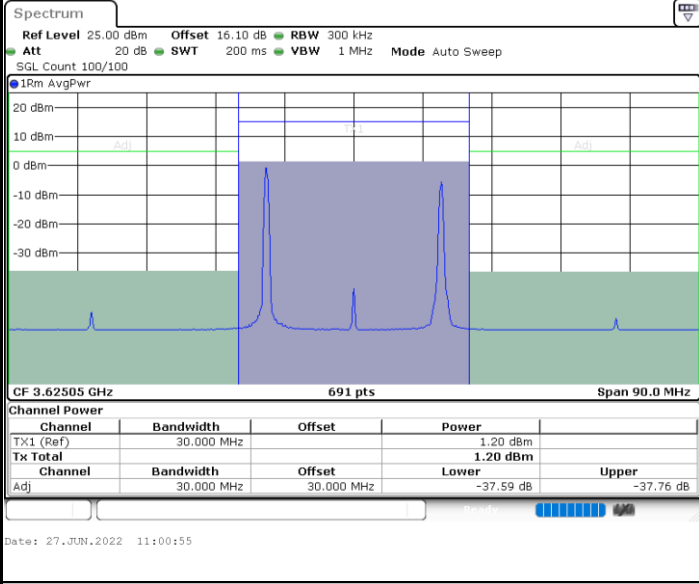 Spectrum
Ref Level 25.00 dBm Offset 16.10 dB RBW 300 kHz
Att 20 dB SWT 200 ms VBW 1 MHz Mode Auto Sweep
SGL Count 100/100
1Rm AvgPwr
20 dBm
TX1
10 dBm
Adj Adj
0 dBm
-10 dBm
-20 dBm
-30 dBm
CF 3.62505 GHz 691 pts Span 90.0 MHz
Channel Power
Channel Bandwidth Offset Power
TX1 (Ref) 30.000 MHz 1.20 dBm
Tx Total 1.20 dBm
Channel Bandwidth Offset Lower Upper
Adj 30.000 MHz 30.000 MHz -37.59 dB -37.76 dB
Ready
Date: 27.JUN.2022 11:00:55